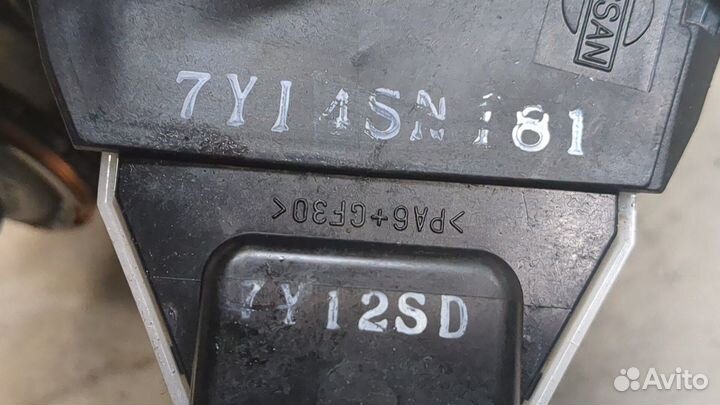 NISSAN
7Y14SN181
>PA6+GF30<
7Y12SD
Avito